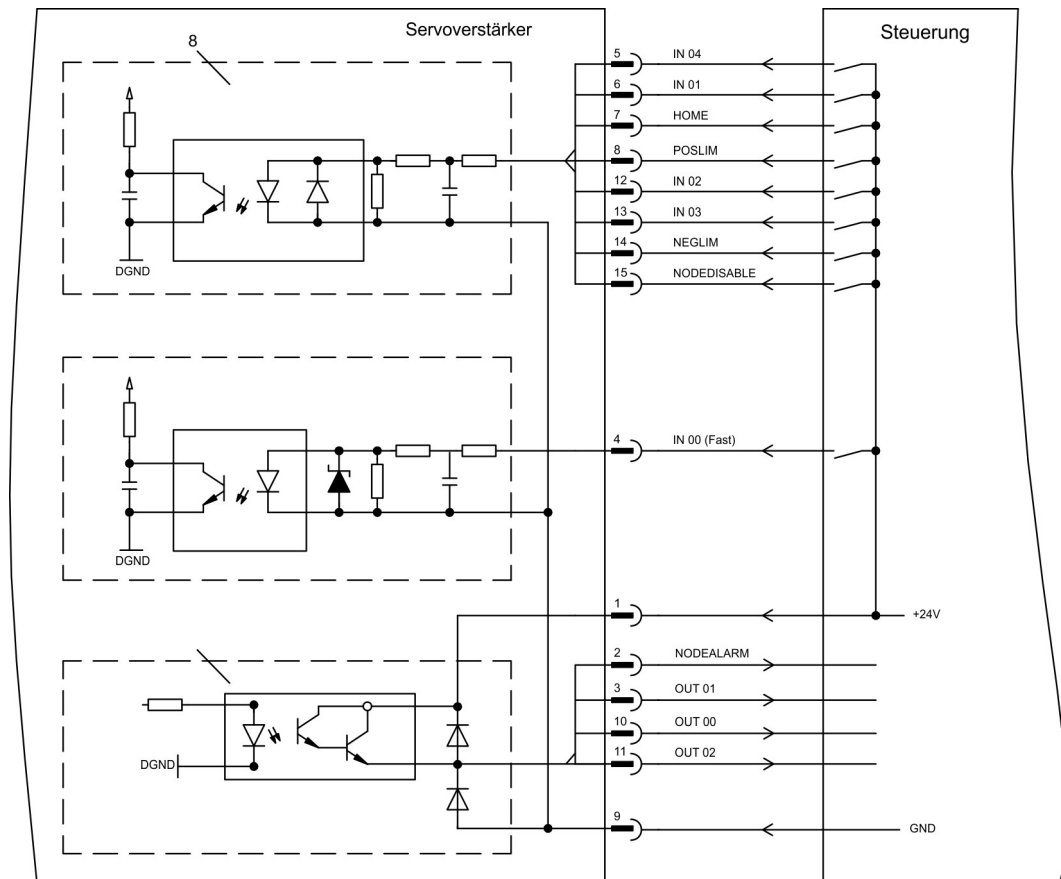 Servoverstärker
Steuerung
8
5 IN 04
6 IN 01
7 HOME
8 POSLIM
12 IN 02
13 IN 03
14 NEGLIM
15 NODEDISABLE
DGND
4 IN 00 (Fast)
DGND
1 +24V
2 NODEALARM
3 OUT 01
10 OUT 00
11 OUT 02
DGND
9 GND